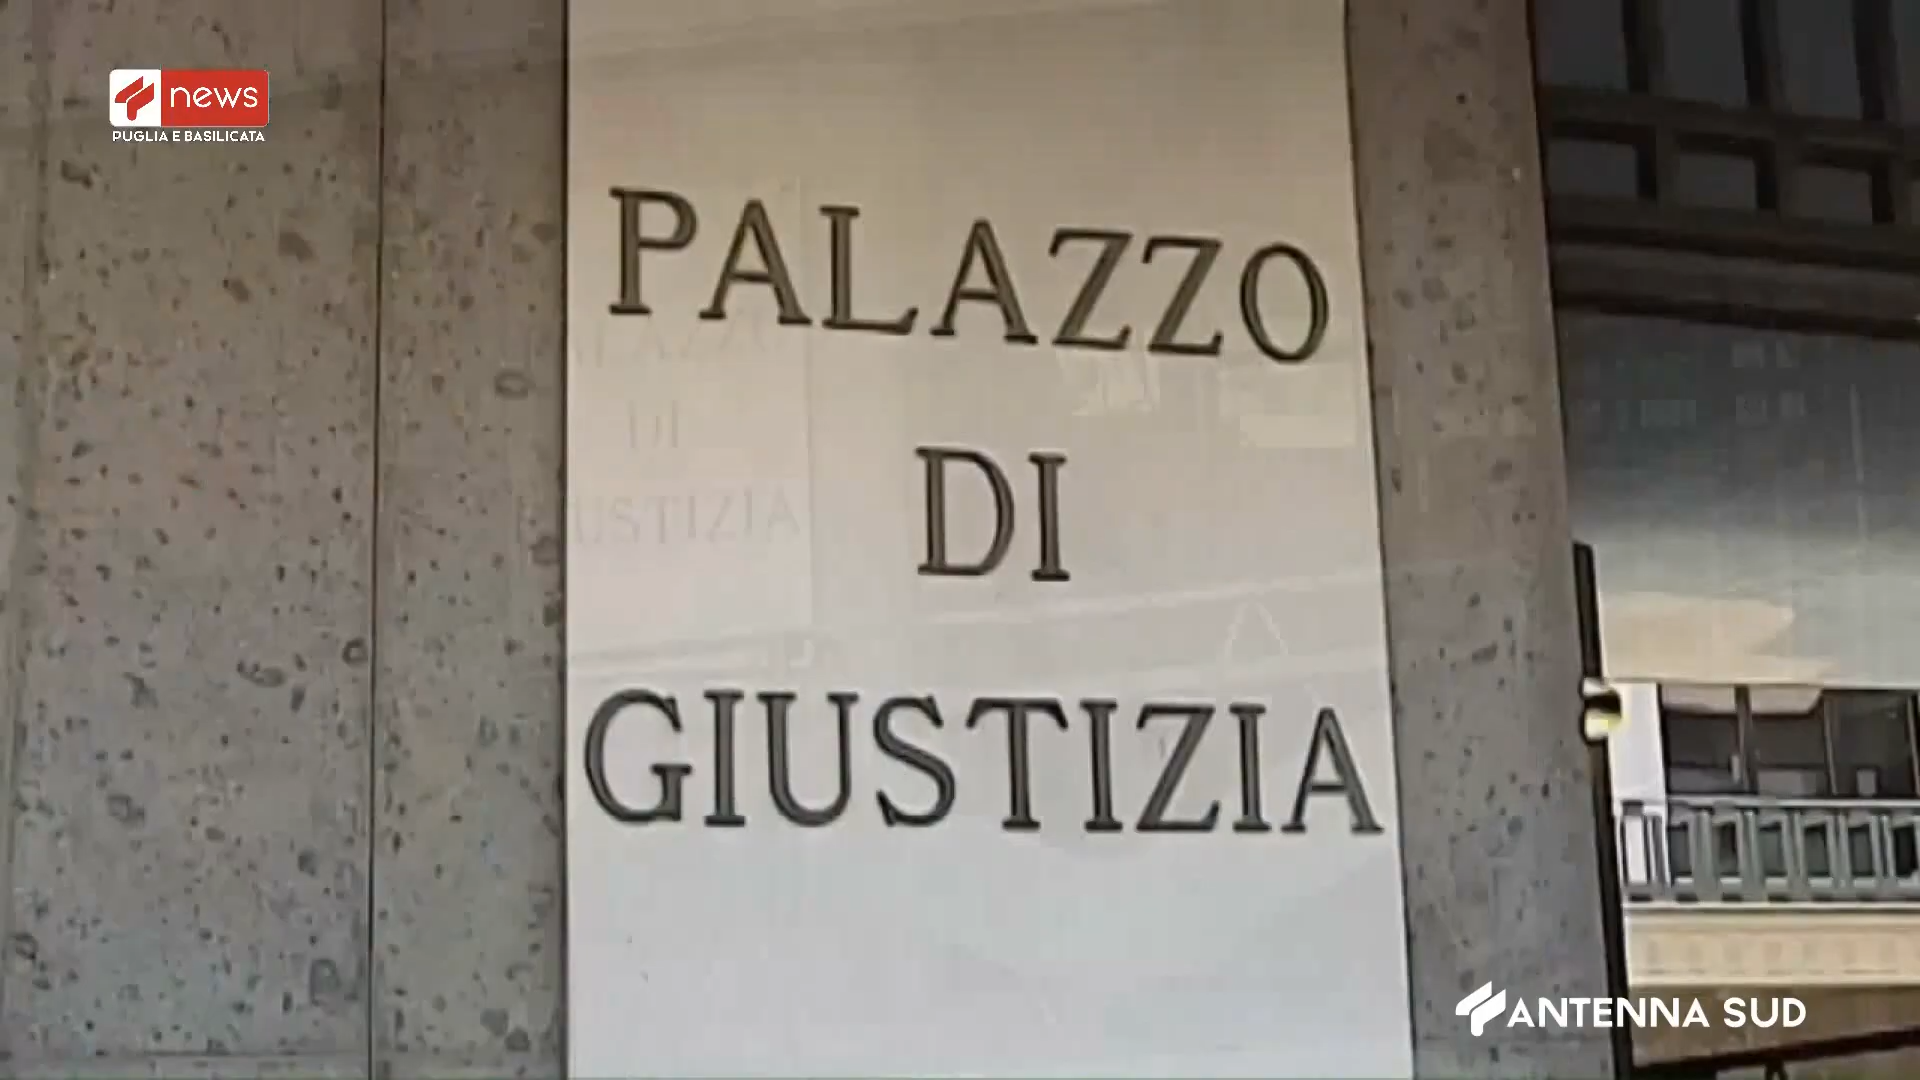 news
PUGLIA E BASILICATA
PALAZZO
DI
GIUSTIZIA
ANTENNA SUD